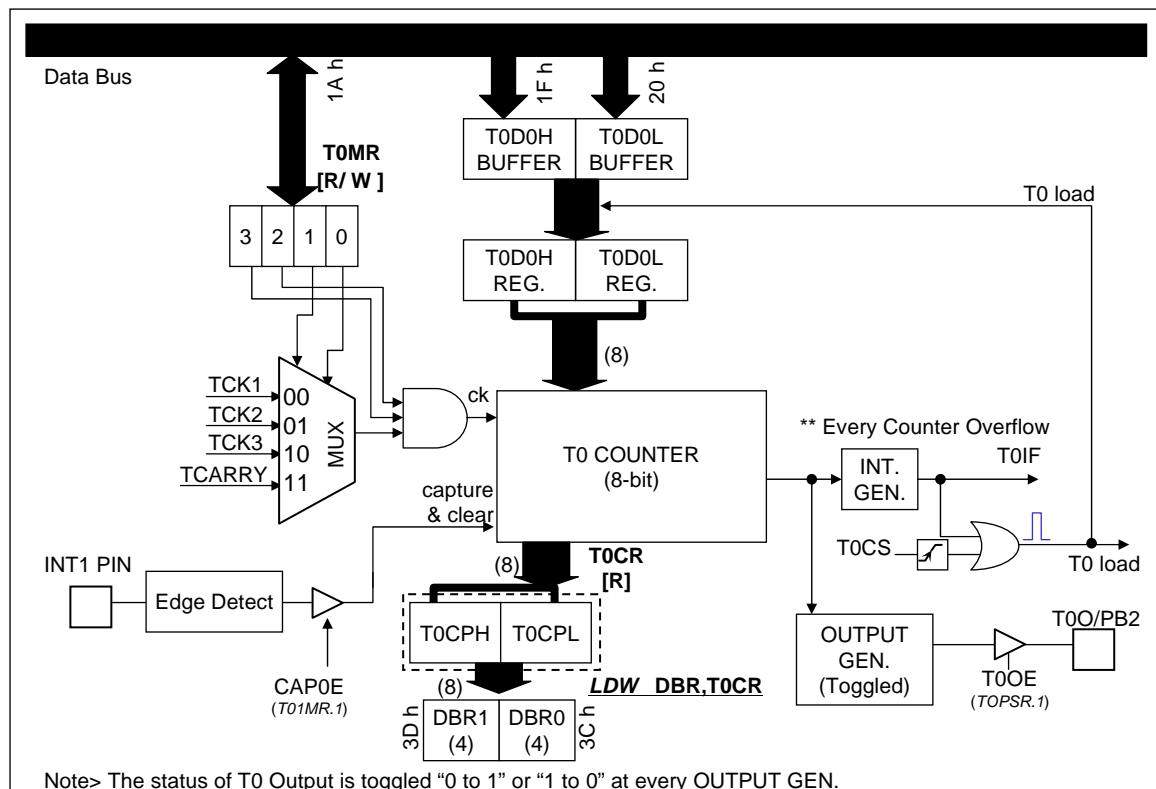 Data Bus
1A h
1F h
20 h
T0MR
[R/ W ]
T0D0H
BUFFER
T0D0L
BUFFER
T0 load
3 2 1 0
T0D0H
REG.
T0D0L
REG.
(8)
TCK1
TCK2
TCK3
TCARRY
00
01
10
11
MUX
ck
T0 COUNTER
(8-bit)
** Every Counter Overflow
INT.
GEN.
T0IF
capture
& clear
T0CS
T0 load
INT1 PIN
Edge Detect
CAP0E
(T01MR.1)
(8)
T0CR
[R]
T0CPH
T0CPL
(8)
LDW DBR,T0CR
3D h
DBR1
(4)
DBR0
(4)
3C h
OUTPUT
GEN.
(Toggled)
T0O/PB2
T0OE
(TOPSR.1)
Note> The status of T0 Output is toggled “0 to 1” or “1 to 0” at every OUTPUT GEN.